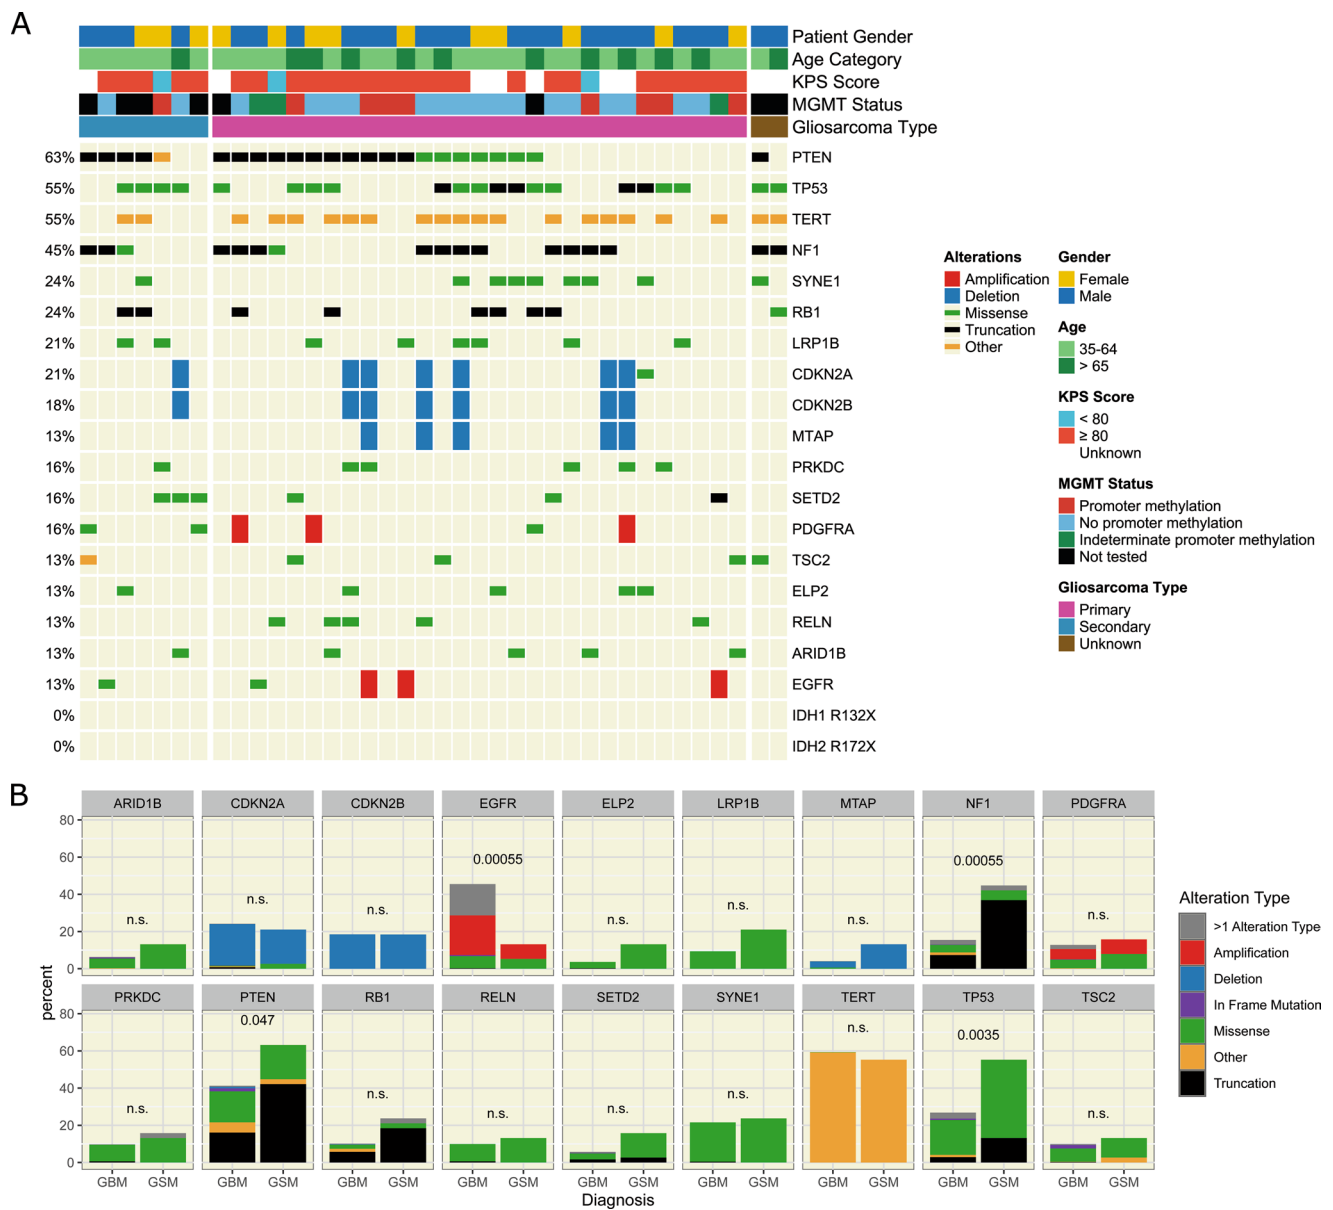 A
Patient Gender
Age Category
KPS Score
MGMT Status
Gliosarcoma Type
63% PTEN
55% TP53
55% TERT
45% NF1
24% SYNE1
24% RB1
21% LRP1B
21% CDKN2A
18% CDKN2B
13% MTAP
16% PRKDC
16% SETD2
16% PDGFRA
13% TSC2
13% ELP2
13% RELN
13% ARID1B
13% EGFR
0% IDH1 R132X
0% IDH2 R172X
Alterations
Amplification
Deletion
Missense
Truncation
Other
Gender
Female
Male
Age
35-64
> 65
KPS Score
< 80
≥ 80
Unknown
MGMT Status
Promoter methylation
No promoter methylation
Indeterminate promoter methylation
Not tested
Gliosarcoma Type
Primary
Secondary
Unknown
B
ARID1B CDKN2A CDKN2B EGFR ELP2 LRP1B MTAP NF1 PDGFRA
80
60
40
20
0
n.s. n.s. n.s. 0.00055 n.s. n.s. n.s. 0.00055 n.s.
percent
PRKDC PTEN RB1 RELN SETD2 SYNE1 TERT TP53 TSC2
80
60
40
20
0
n.s. 0.047 n.s. n.s. n.s. n.s. n.s. 0.0035 n.s.
GBM GSM GBM GSM GBM GSM GBM GSM GBM GSM GBM GSM GBM GSM GBM GSM GBM GSM
Diagnosis
Alteration Type
>1 Alteration Type
Amplification
Deletion
In Frame Mutation
Missense
Other
Truncation